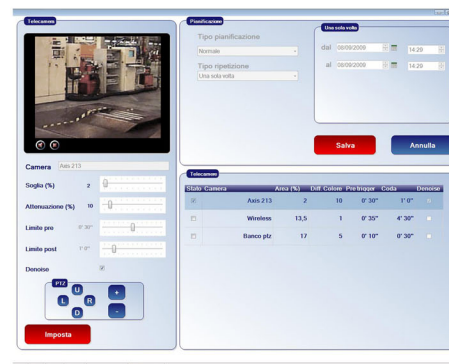 Telecamera
Camera Axis 213
Soglia (%) 2
Attenuazione (%) 10
Limite pre 0' 30"
Limite post 1' 0"
Denoise
PTZ
U
L R
D
+
-
Imposta
Pianificazione
Tipo pianificazione
Normale
Tipo ripetizione
Una sola volta
Una sola volta
dal 08/09/2009 14:29
al 08/09/2009 14:29
Salva Annulla
Telecamere
Stato Camera Area (%) Diff. Colore Pre trigger Coda Denoise
Axis 213 2 10 0' 30" 1' 0"
Wireless 13,5 1 0' 35" 4' 30"
Banco ptz 17 5 0' 10" 0' 30"